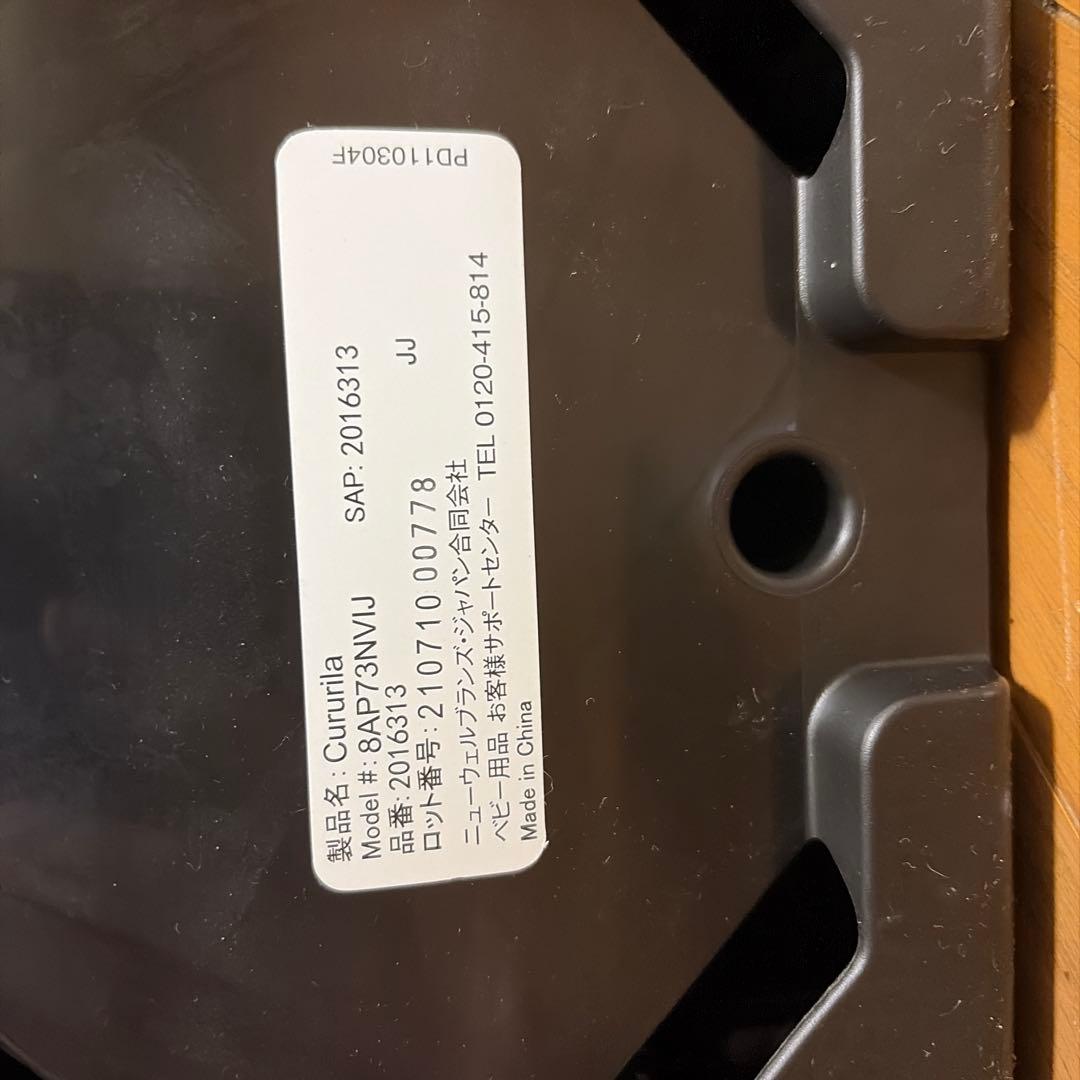 製品名: Cururila
Model #: 8AP73NVIJ SAP: 2016313
品番: 2016313
ロット番号: 210710 00778 JJ
ニューウェルブランズ・ジャパン合同会社
ベビー用品 お客様サポートセンター TEL 0120-415-814
Made in China
PD110304F